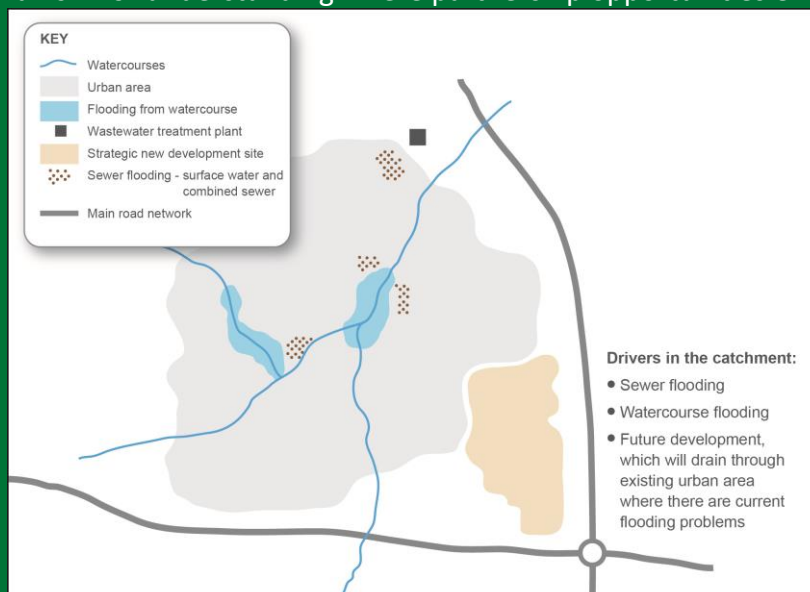 KEY
Watercourses
Urban area
Flooding from watercourse
Wastewater treatment plant
Strategic new development site
Sewer flooding - surface water and
combined sewer
Main road network
Drivers in the catchment:
● Sewer flooding
● Watercourse flooding
● Future development,
which will drain through
existing urban area
where there are current
flooding problems